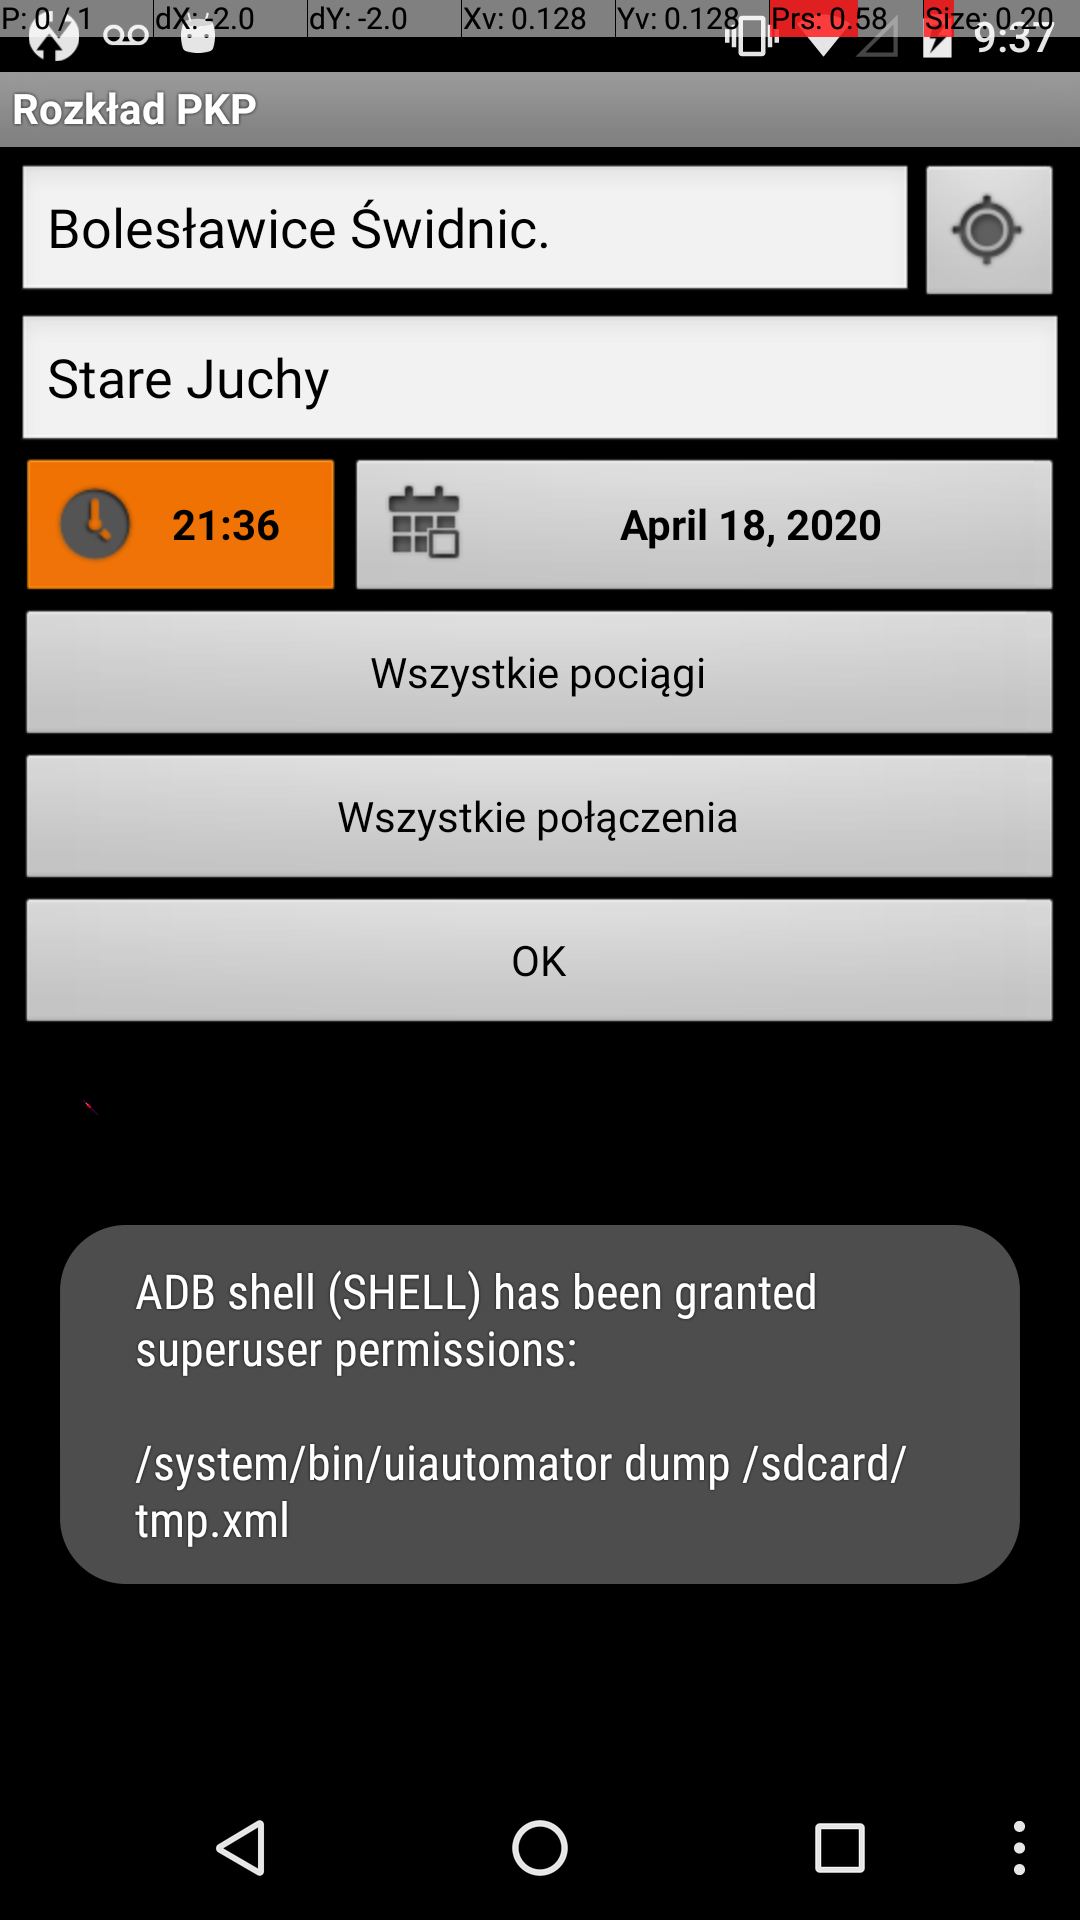 P: 0 / 1 dX: -2.0 dY: -2.0 Xv: 0.128 Yv: 0.128 Prs: 0.58 Size: 0.20
9:37
Rozkład PKP
Bolesławice Świdnic.
Stare Juchy
21:36 April 18, 2020
Wszystkie pociągi
Wszystkie połączenia
OK
ADB shell (SHELL) has been granted
superuser permissions:
/system/bin/uiautomator dump /sdcard/
tmp.xml